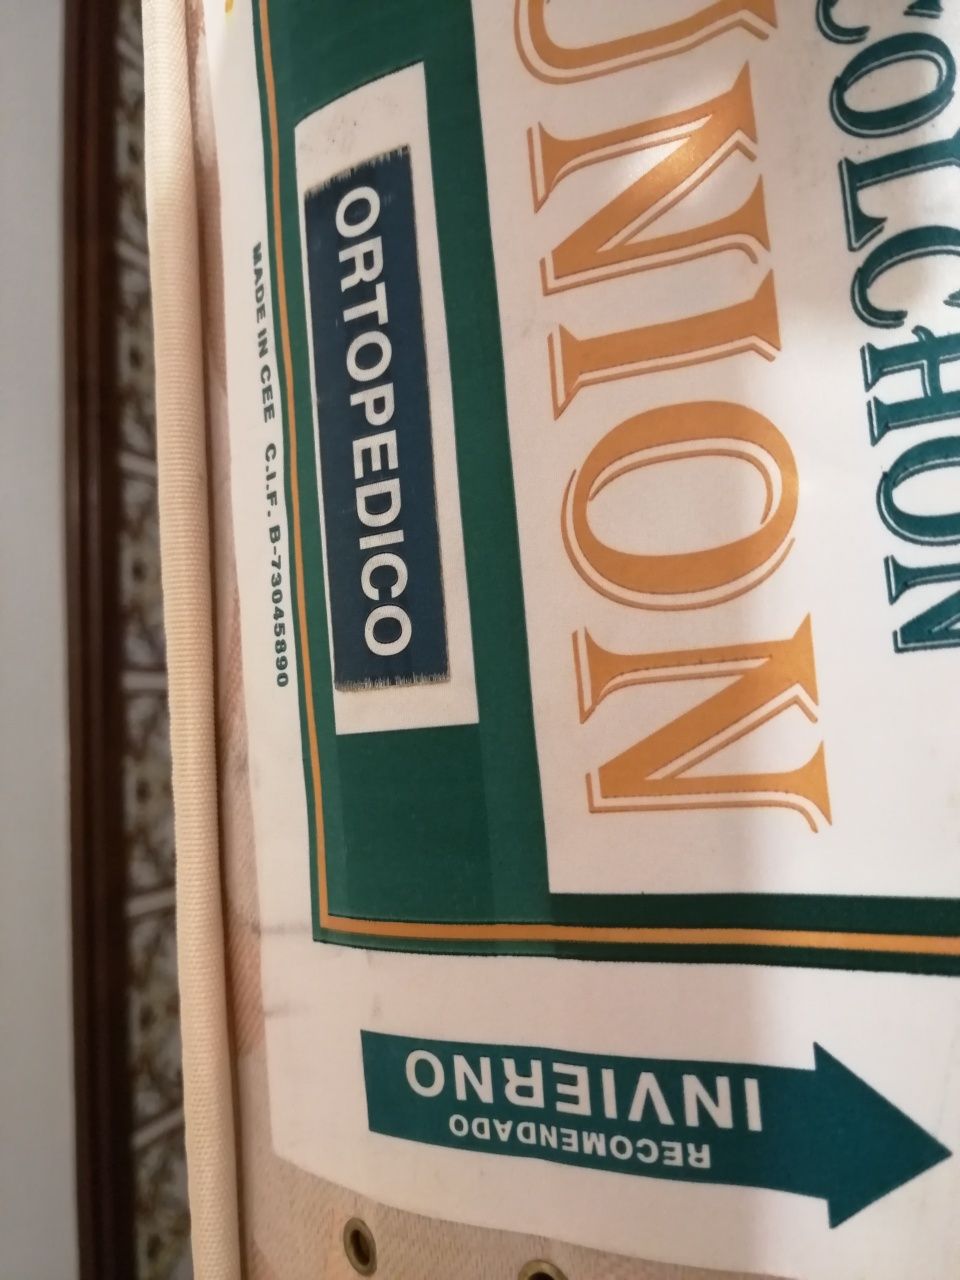 COLCHON
UNION
ORTOPEDICO
MADE IN CEE C.I.F. B-73045890
RECOMENDADO
INVIERNO